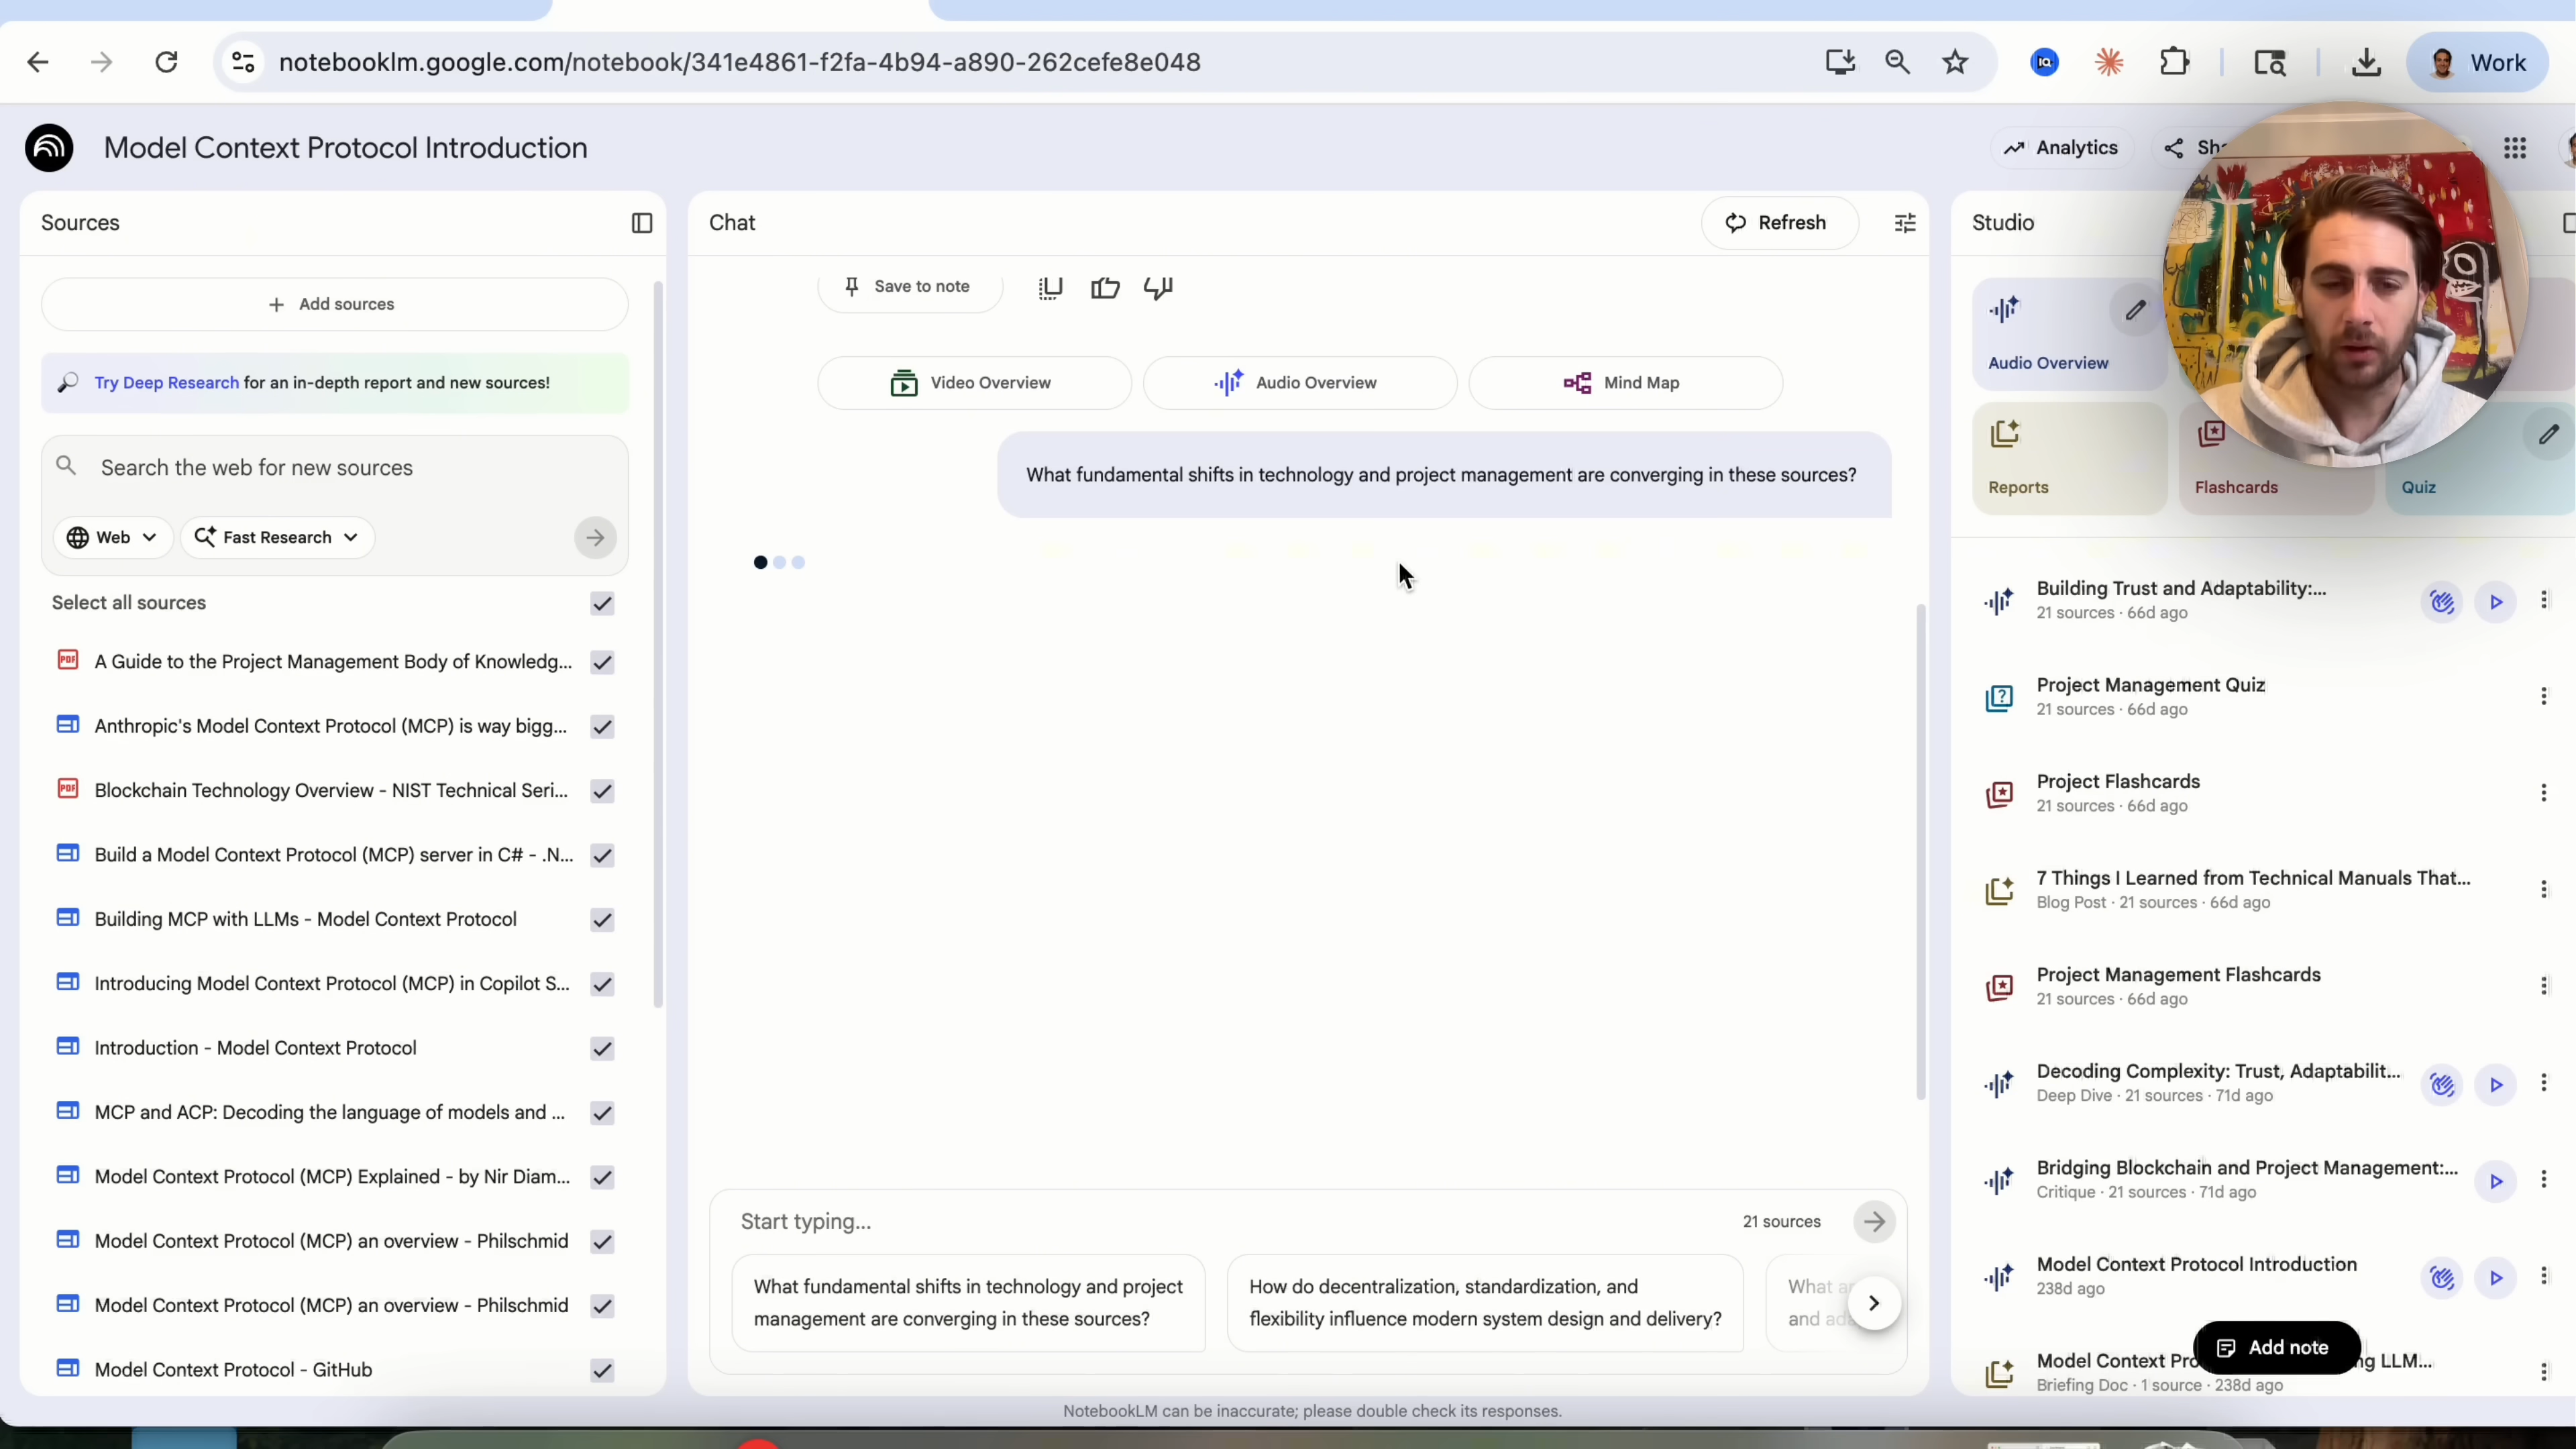 notebooklm.google.com/notebook/341e4861-f2fa-4b94-a890-262cefe8e048
Work
Model Context Protocol Introduction
Analytics
Sources
Add sources
Try Deep Research for an in-depth report and new sources!
Search the web for new sources
Web
Fast Research
Select all sources
A Guide to the Project Management Body of Knowledg...
Anthropic's Model Context Protocol (MCP) is way bigg...
Blockchain Technology Overview - NIST Technical Seri...
Build a Model Context Protocol (MCP) server in C# - .N...
Building MCP with LLMs - Model Context Protocol
Introducing Model Context Protocol (MCP) in Copilot S...
Introduction - Model Context Protocol
MCP and ACP: Decoding the language of models and ...
Model Context Protocol (MCP) Explained - by Nir Diam...
Model Context Protocol (MCP) an overview - Philschmid
Model Context Protocol (MCP) an overview - Philschmid
Model Context Protocol - GitHub
Chat
Refresh
Save to note
Video Overview
Audio Overview
Mind Map
What fundamental shifts in technology and project management are converging in these sources?
Start typing...
21 sources
What fundamental shifts in technology and project
management are converging in these sources?
How do decentralization, standardization, and
flexibility influence modern system design and delivery?
What
and
NotebookLM can be inaccurate; please double check its responses.
Studio
Audio Overview
Reports
Flashcards
Quiz
Building Trust and Adaptability:...
21 sources · 66d ago
Project Management Quiz
21 sources · 66d ago
Project Flashcards
21 sources · 66d ago
7 Things I Learned from Technical Manuals That...
Blog Post · 21 sources · 66d ago
Project Management Flashcards
21 sources · 66d ago
Decoding Complexity: Trust, Adaptabilit...
Deep Dive · 21 sources · 71d ago
Bridging Blockchain and Project Management:...
Critique · 21 sources · 71d ago
Model Context Protocol Introduction
238d ago
Model Context
Briefing Doc · 1 source · 238d ago
Add note